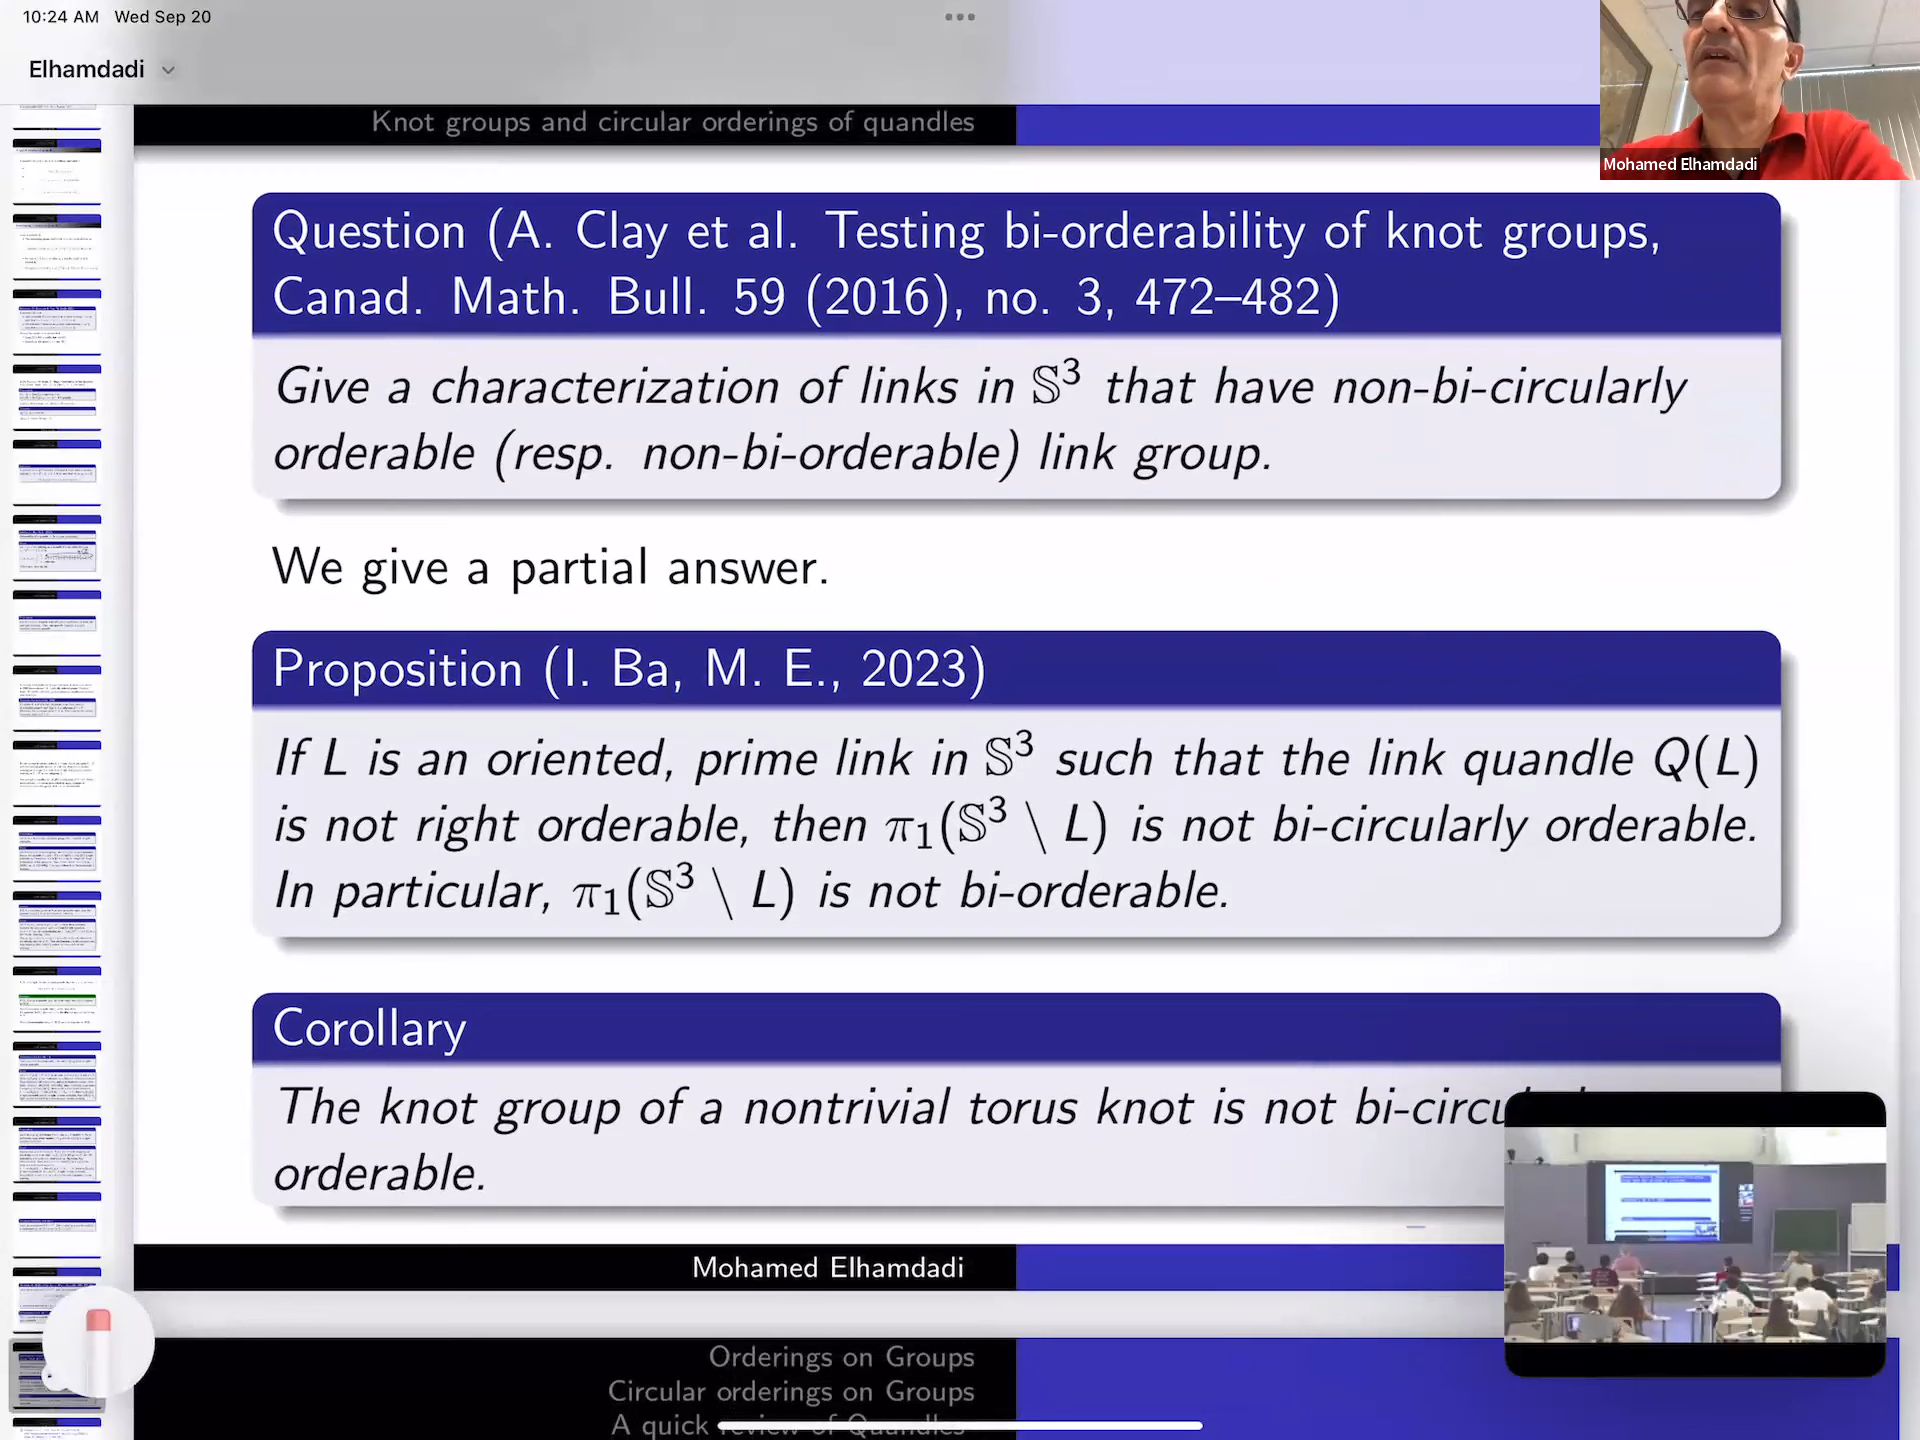 10:24 AM Wed Sep 20
Elhamdadi
Knot groups and circular orderings of quandles
Mohamed Elhamdadi
Question (A. Clay et al. Testing bi-orderability of knot groups,
Canad. Math. Bull. 59 (2016), no. 3, 472–482)
Give a characterization of links in 𝕊³ that have non-bi-circularly
orderable (resp. non-bi-orderable) link group.
We give a partial answer.
Proposition (I. Ba, M. E., 2023)
If L is an oriented, prime link in 𝕊³ such that the link quandle Q(L)
is not right orderable, then π₁(𝕊³ \ L) is not bi-circularly orderable.
In particular, π₁(𝕊³ \ L) is not bi-orderable.
Corollary
The knot group of a nontrivial torus knot is not
orderable.
Mohamed Elhamdadi
Orderings on Groups
Circular orderings on Groups
A quick review of Quandles